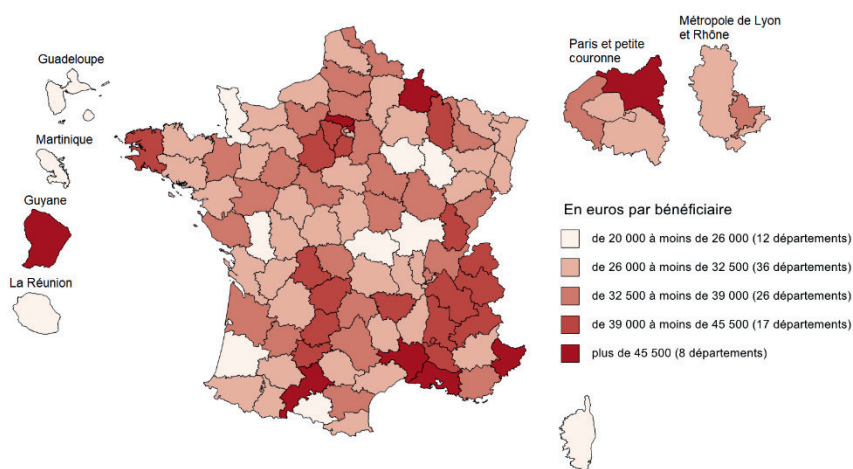 Guadeloupe
Martinique
Guyane
La Réunion
Paris et petite
couronne
Métropole de Lyon
et Rhône
En euros par bénéficiaire
de 20 000 à moins de 26 000 (12 départements)
de 26 000 à moins de 32 500 (36 départements)
de 32 500 à moins de 39 000 (26 départements)
de 39 000 à moins de 45 500 (17 départements)
plus de 45 500 (8 départements)